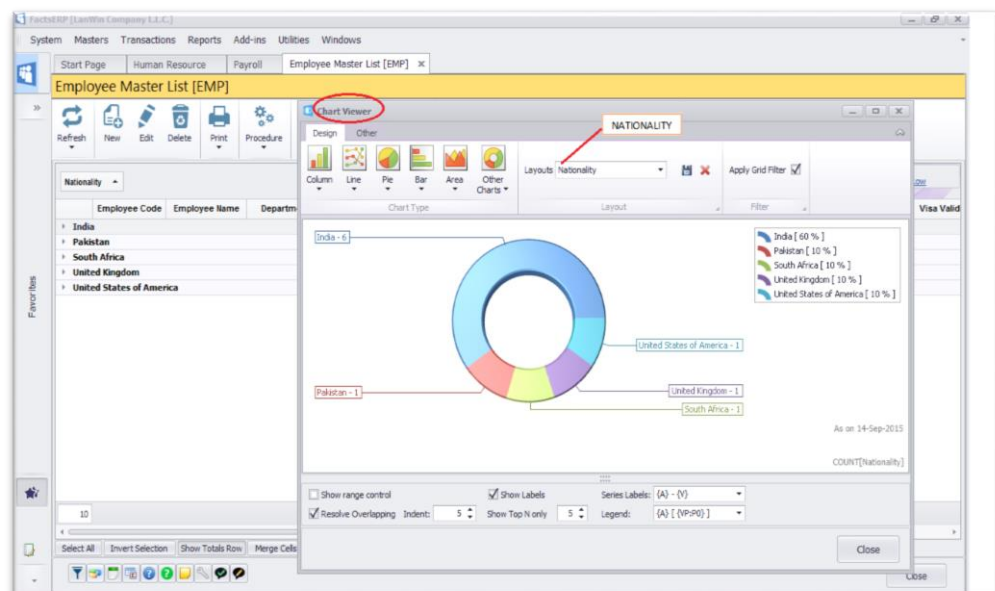 FactsERP [LanWin Company L.L.C.]
System Masters Transactions Reports Add-ins Utilities Windows
Start Page Human Resource Payroll Employee Master List [EMP]
Employee Master List [EMP]
Refresh New Edit Delete Print Procedure
Chart Viewer
NATIONALITY
Design Other
Column Line Pie Bar Area Other Charts
Layouts Nationality Apply Grid Filter
Chart Type Layout Filter
Nationality
Employee Code Employee Name Departm Visa Valid
India
Pakistan
South Africa
United Kingdom
United States of America
India - 6
India [ 60 % ]
Pakistan [ 10 % ]
South Africa [ 10 % ]
United Kingdom [ 10 % ]
United States of America [ 10 % ]
United States of America - 1
Pakistan - 1
United Kingdom - 1
South Africa - 1
As on 14-Sep-2015
COUNT[Nationality]
Favorites
Show range control Show Labels Series Labels: {A} - {V}
Resolve Overlapping Indent: 5 Show Top N only 5 Legend: {A} [ {VP:P0} ]
10
Select All Invert Selection Show Totals Row Merge Cells
Close
Close